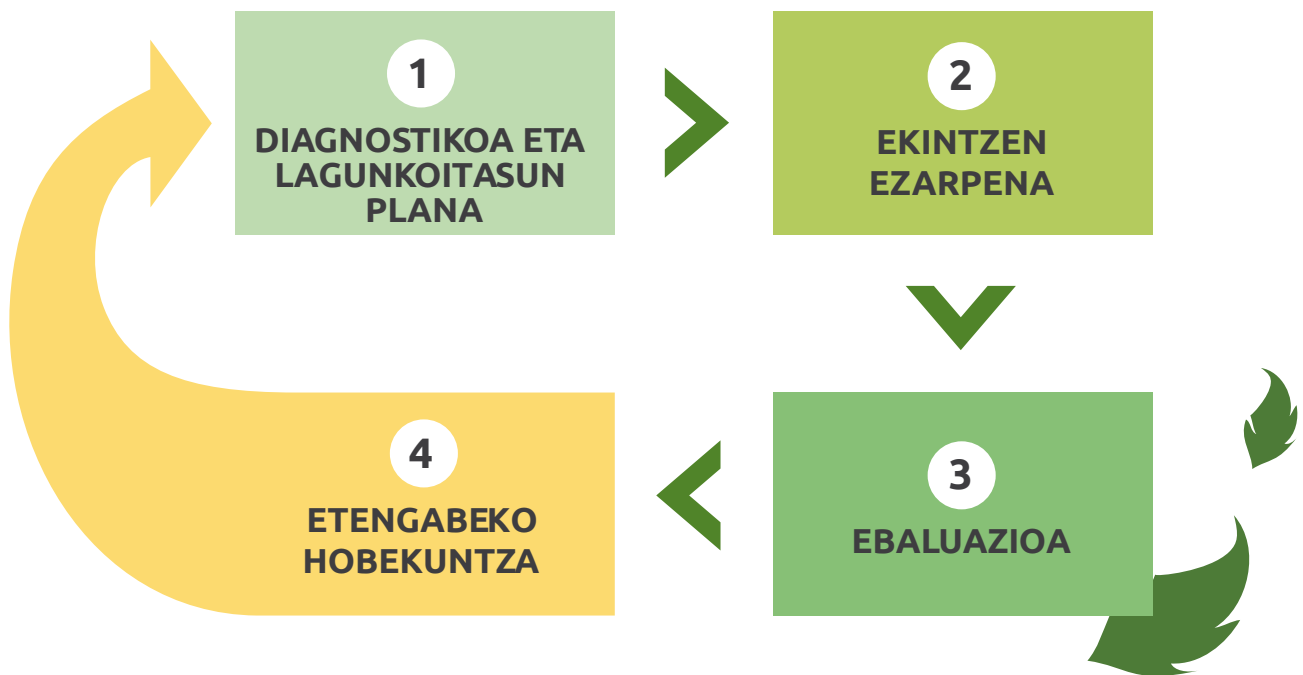 1
DIAGNOSTIKOA ETA
LAGUNKOITASUN
PLANA
2
EKINTZEN
EZARPENA
3
EBALUAZIOA
4
ETENGABEKO
HOBEKUNTZA